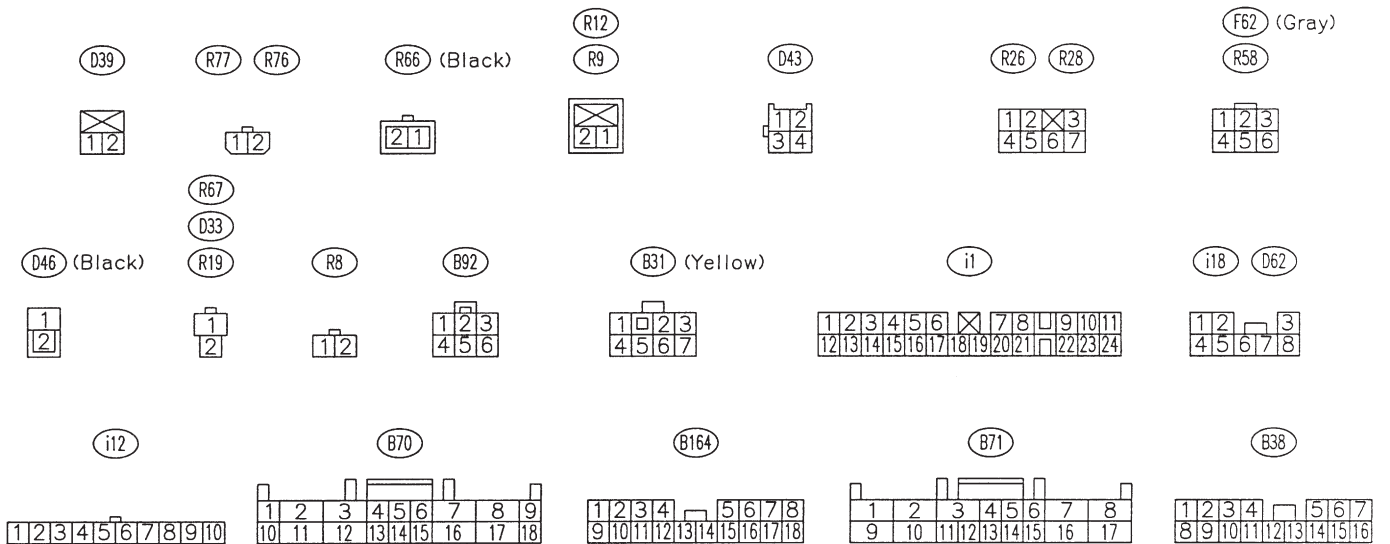 R12
F62 (Gray)
D39 R77 R76 R66 (Black) R9 D43 R26 R28 R58
1 2 1 2 2 1 2 1 1 2 3 4 1 2 3 4 5 6 7 1 2 3 4 5 6
R67
D33
D46 (Black) R19 R8 B92 B31 (Yellow) i1 i18 D62
1 1 1 2 3 1 2 3 1 2 3 4 5 6 7 8 9 10 11 1 2 3
2 2 1 2 4 5 6 4 5 6 7 12 13 14 15 16 17 18 19 20 21 22 23 24 4 5 6 7 8
i12 B70 B164 B71 B38
1 2 3 4 5 6 7 8 9 1 2 3 4 5 6 7 8 1 2 3 4 5 6 7 8 1 2 3 4 5 6 7
1 2 3 4 5 6 7 8 9 10 10 11 12 13 14 15 16 17 18 9 10 11 12 13 14 15 16 17 18 9 10 11 12 13 14 15 16 17 8 9 10 11 12 13 14 15 16